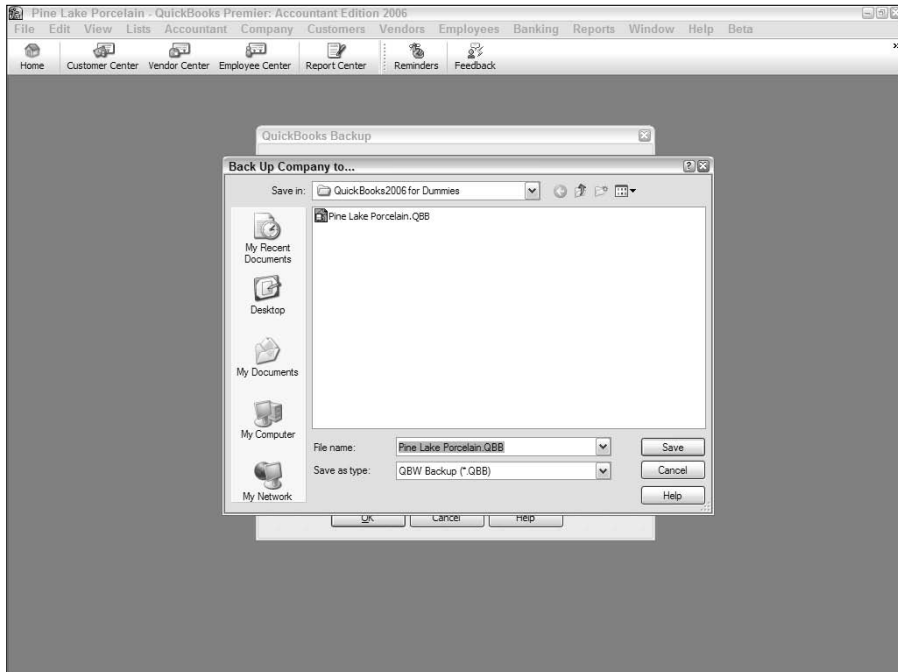 Pine Lake Porcelain - QuickBooks Premier: Accountant Edition 2006
File Edit View Lists Accountant Company Customers Vendors Employees Banking Reports Window Help Beta
Home Customer Center Vendor Center Employee Center Report Center Reminders Feedback
QuickBooks Backup
Back Up Company to...
Save in: QuickBooks2006 for Dummies
Pine Lake Porcelain.QBB
My Recent Documents
Desktop
My Documents
My Computer
My Network
File name: Pine Lake Porcelain.QBB Save
Save as type: QBW Backup (*.QBB) Cancel
Help
OK Cancel Help